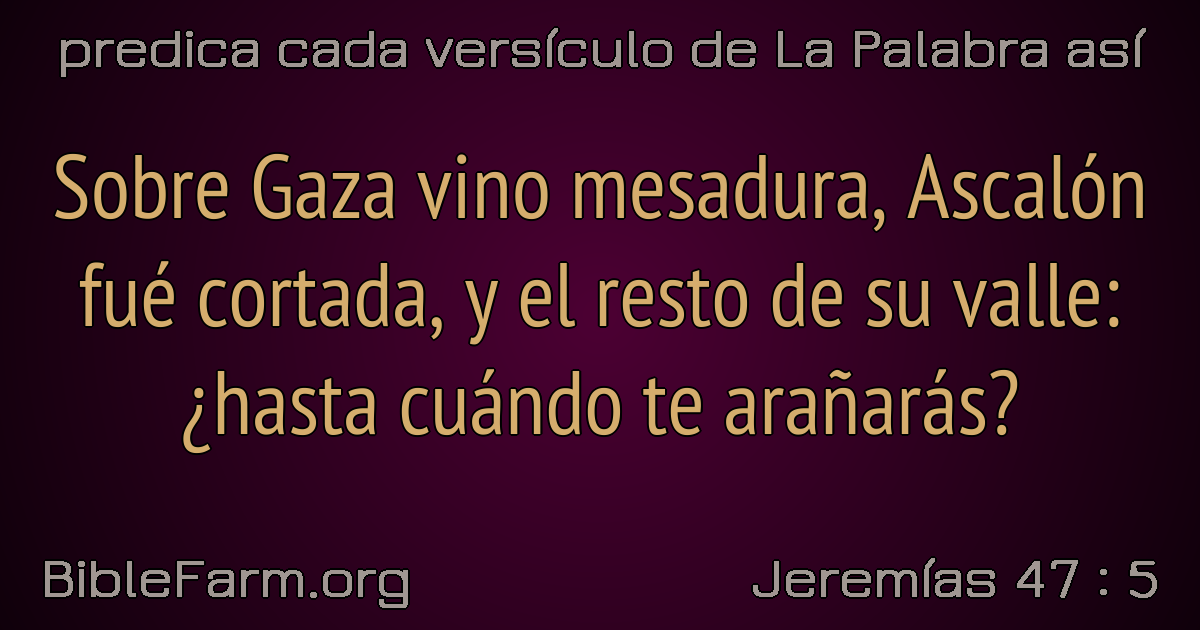 predica cada versículo de La Palabra así
Sobre Gaza vino mesadura, Ascalón
fué cortada, y el resto de su valle:
¿hasta cuándo te arañarás?
BibleFarm.org
Jeremías 47 : 5